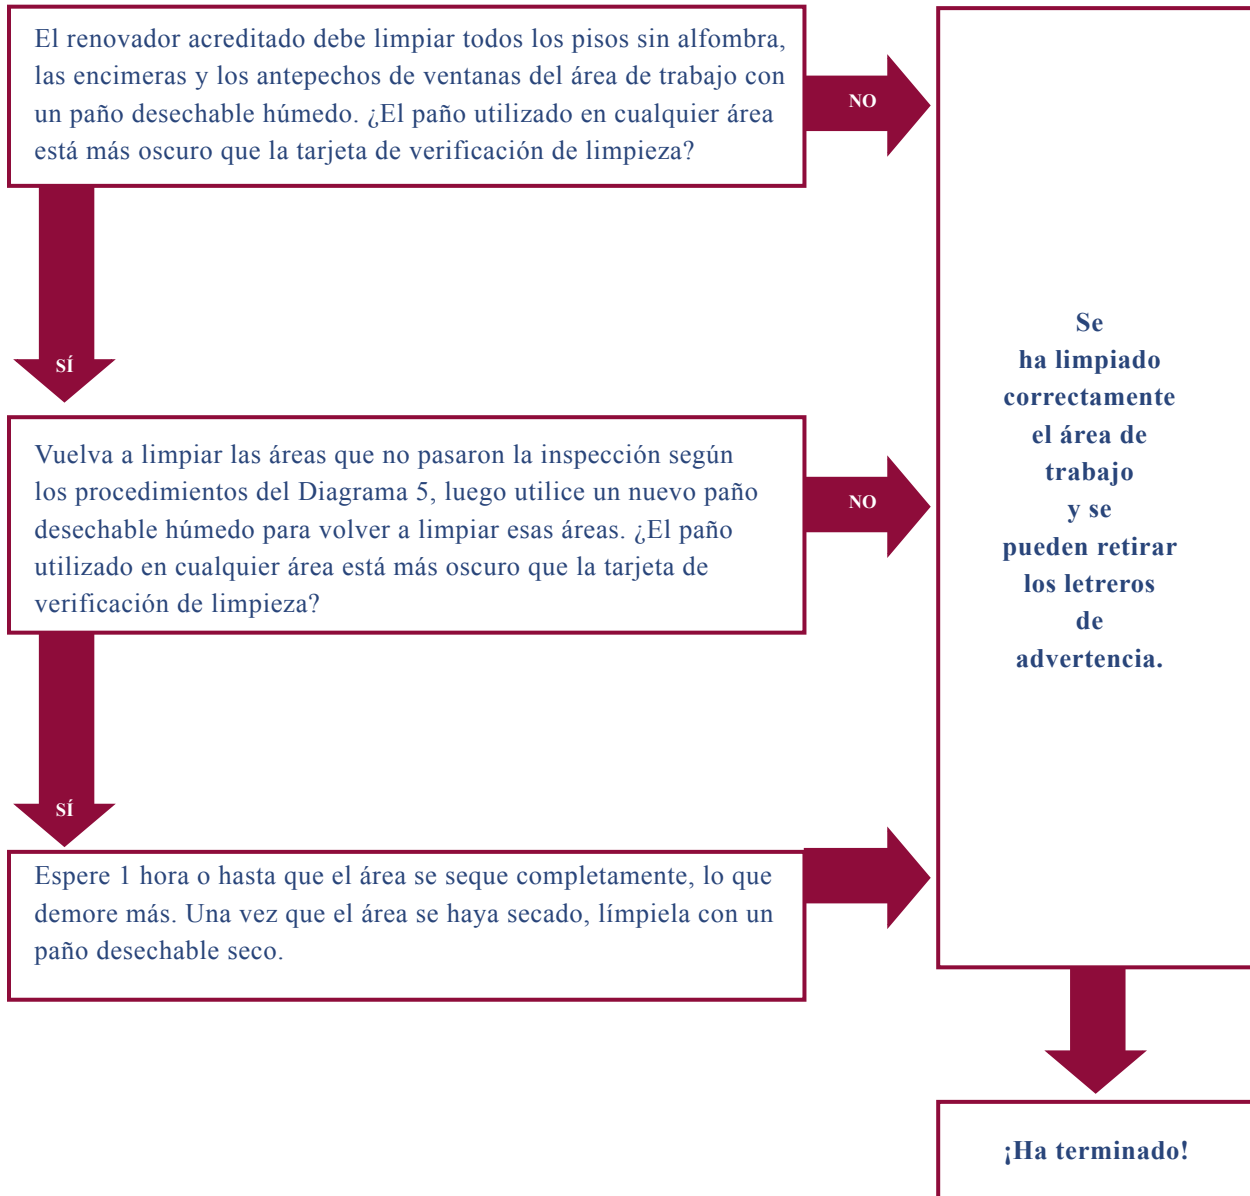 El renovador acreditado debe limpiar todos los pisos sin alfombra,
las encimeras y los antepechos de ventanas del área de trabajo con
un paño desechable húmedo. ¿El paño utilizado en cualquier área
está más oscuro que la tarjeta de verificación de limpieza?
NO
SÍ
Vuelva a limpiar las áreas que no pasaron la inspección según
los procedimientos del Diagrama 5, luego utilice un nuevo paño
desechable húmedo para volver a limpiar esas áreas. ¿El paño
utilizado en cualquier área está más oscuro que la tarjeta de
verificación de limpieza?
NO
SÍ
Espere 1 hora o hasta que el área se seque completamente, lo que
demore más. Una vez que el área se haya secado, límpiela con un
paño desechable seco.
Se
ha limpiado
correctamente
el área de
trabajo
y se
pueden retirar
los letreros
de
advertencia.
¡Ha terminado!